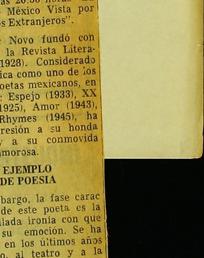 México Vista por
os Extranjeros".
Novo fundó con
la Revista Litera-
1928). Considerado
ica como uno de los
oetas mexicanos, en
: Espejo (1933), XX
(1925), Amor (1943),
Rhymes (1945), ha
resión a su honda
y a su conmovida
amorosa.
EJEMPLO
DE POESIA
bargo, la fase carac
de este poeta es la
lada ironía con que
su emoción. Se ha
en los últimos años
o, al teatro y a la